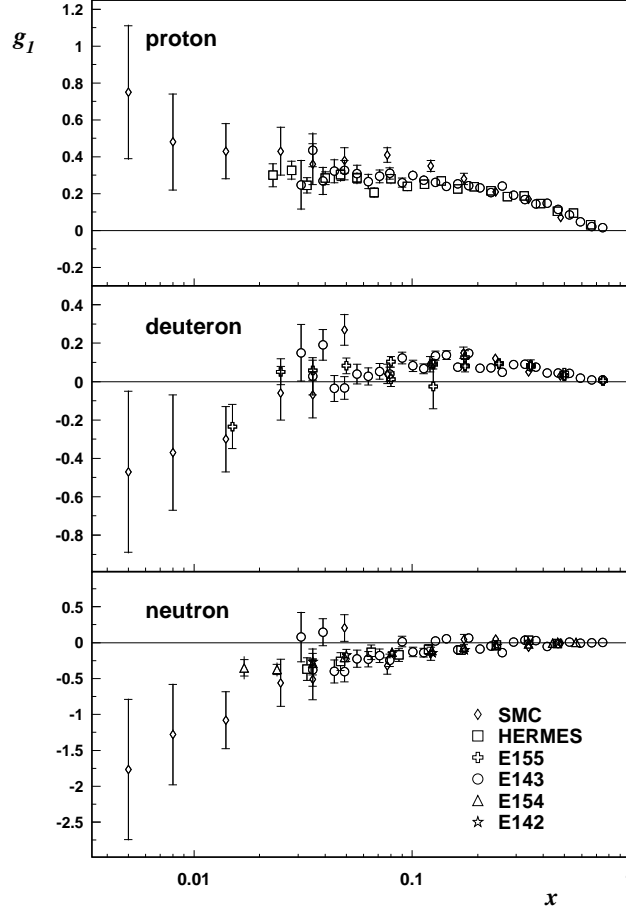 g1
proton
1.2
1
0.8
0.6
0.4
0.2
0
-0.2
deuteron
0.4
0.2
0
-0.2
-0.4
-0.6
-0.8
neutron
0.5
0
-0.5
-1
-1.5
-2
-2.5
SMC
HERMES
E155
E143
E154
E142
0.01 0.1
x